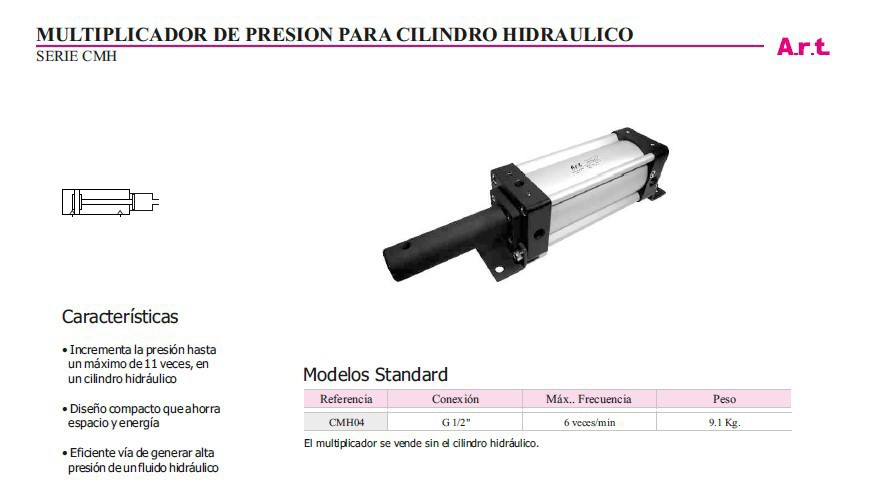 MULTIPLICADOR DE PRESION PARA CILINDRO HIDRAULICO
SERIE CMH
A.r.t.
Características
• Incrementa la presión hasta
un máximo de 11 veces, en
un cilindro hidráulico
• Diseño compacto que ahorra
espacio y energía
• Eficiente vía de generar alta
presión de un fluido hidráulico
Modelos Standard
Referencia Conexión Máx.. Frecuencia Peso
CMH04 G 1/2" 6 veces/min 9.1 Kg.
El multiplicador se vende sin el cilindro hidráulico.